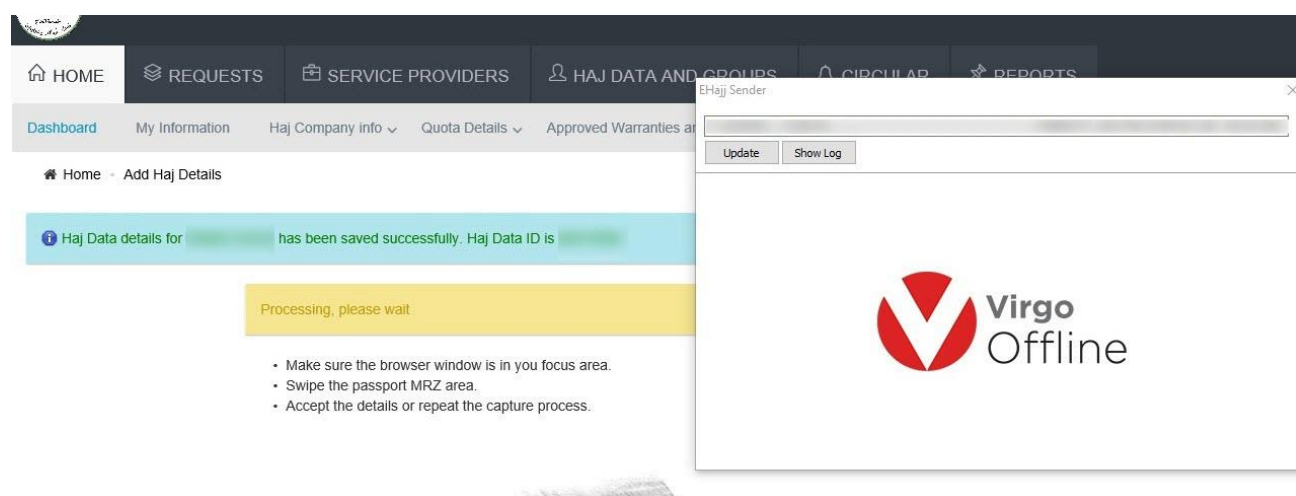 HOME
REQUESTS
SERVICE PROVIDERS
HAJ DATA AND GROUPS
CIRCULAR
REPORTS
EHajj Sender
Dashboard
My Information
Haj Company info
Quota Details
Approved Warranties
Update
Show Log
Home - Add Haj Details
Haj Data details for has been saved successfully. Haj Data ID is
Processing, please wait
• Make sure the browser window is in you focus area.
• Swipe the passport MRZ area.
• Accept the details or repeat the capture process.
Virgo
Offline